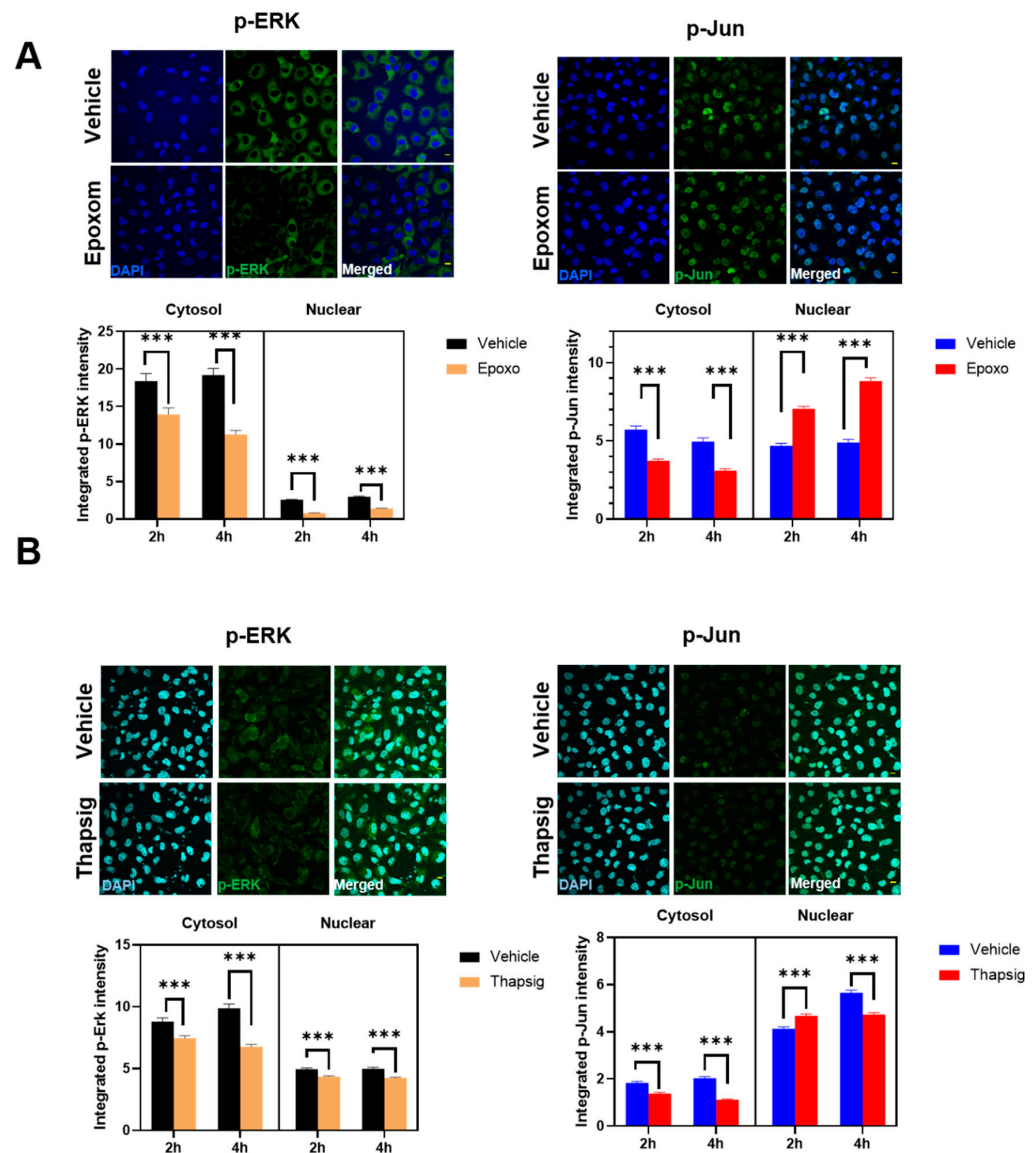 A
p-ERK
p-Jun
Vehicle
Epoxom
DAPI
p-ERK
Merged
Vehicle
Epoxom
DAPI
p-Jun
Merged
Cytosol Nuclear
Integrated p-ERK intensity
25
20
15
10
5
0
*** *** *** ***
2h 4h 2h 4h
Vehicle
Epoxo
Cytosol Nuclear
Integrated p-Jun intensity
10
5
0
*** *** *** ***
2h 4h 2h 4h
Vehicle
Epoxo
B
p-ERK
p-Jun
Vehicle
Thapsig
DAPI
p-ERK
Merged
Vehicle
Thapsig
DAPI
p-Jun
Merged
Cytosol Nuclear
Integrated p-Erk intensity
15
10
5
0
*** *** *** ***
2h 4h 2h 4h
Vehicle
Thapsig
Cytosol Nuclear
Integrated p-Jun intensity
8
6
4
2
0
*** *** *** ***
2h 4h 2h 4h
Vehicle
Thapsig